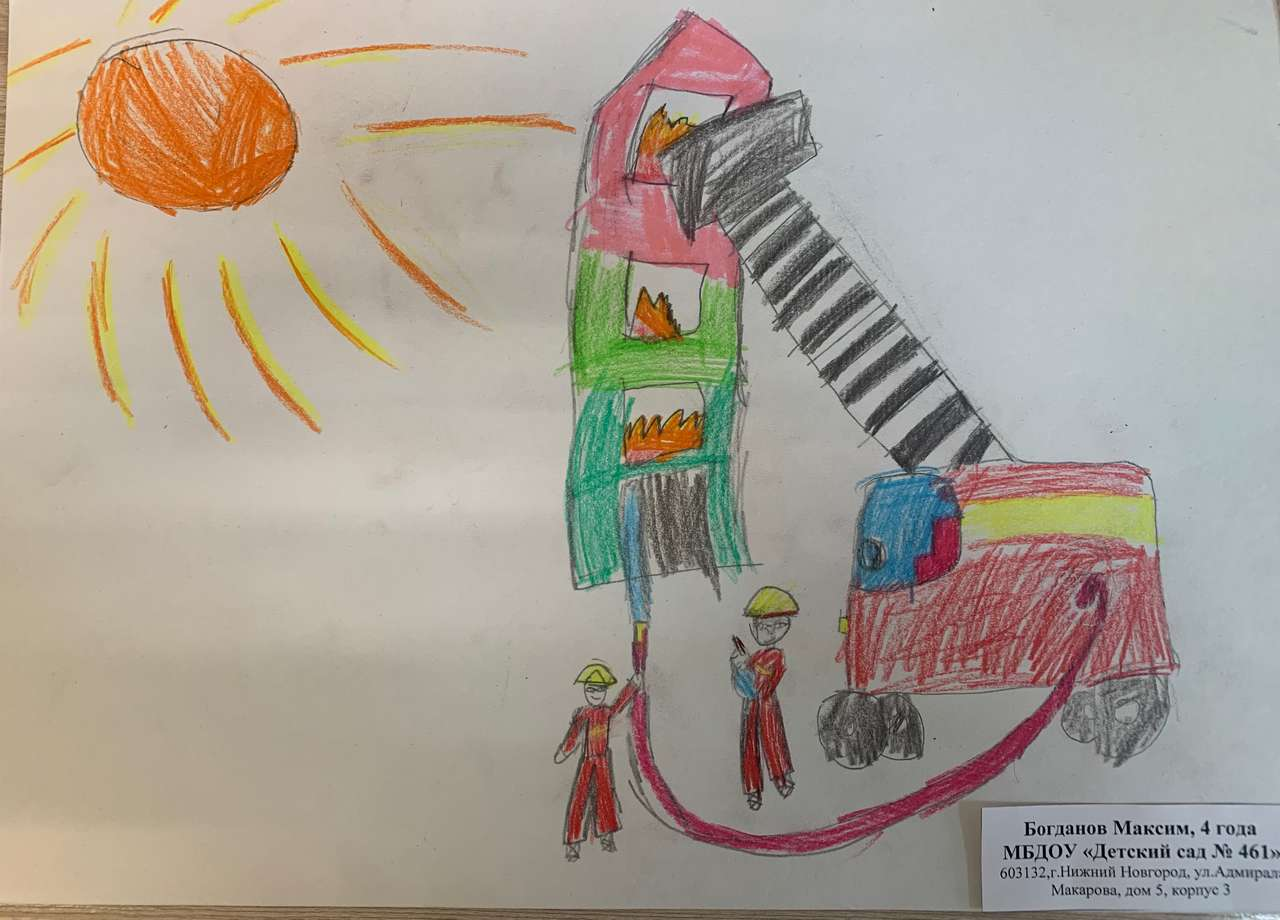 Богданов Максим, 4 года
МБДОУ «Детский сад № 461»
603132,г.Нижний Новгород, ул.Адмирала
Макарова, дом 5, корпус 3